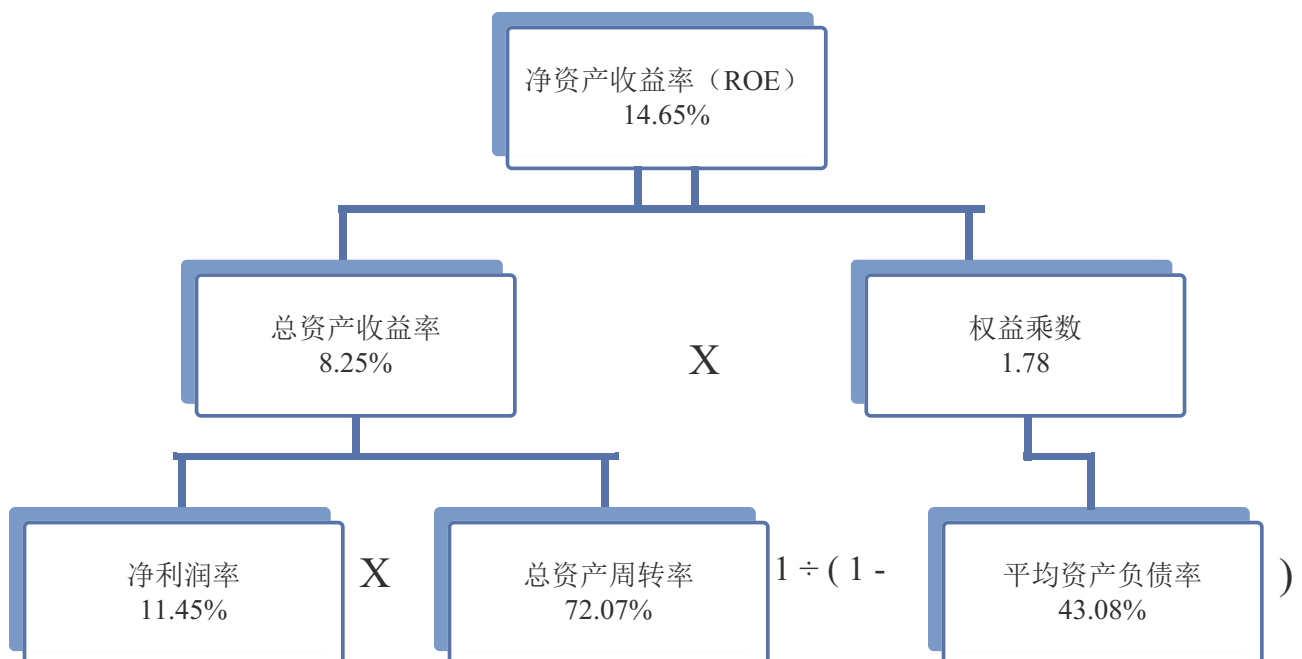 净资产收益率（ROE）
14.65%
总资产收益率
8.25%
X
权益乘数
1.78
净利润率
11.45%
X
总资产周转率
72.07%
1 ÷ ( 1 -
平均资产负债率
43.08%
)